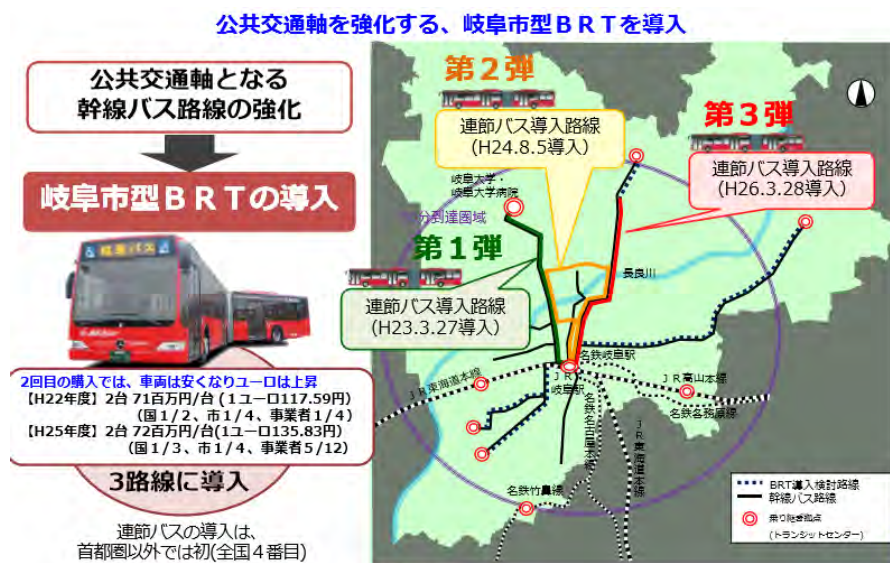 公共交通軸を強化する、岐阜市型BRTを導入
公共交通軸となる
幹線バス路線の強化
岐阜市型BRTの導入
岐阜バス
2回目の購入では、車両は安くなりユーロは上昇
【H22年度】2台 71百万円/台 (1ユーロ117.59円)
(国1/2、市1/4、事業者1/4)
【H25年度】2台 72百万円/台(1ユーロ135.83円)
(国1/3、市1/4、事業者5/12)
3路線に導入
連節バスの導入は、
首都圏以外では初(全国4番目)
第2弾
連節バス導入路線
(H24.8.5導入)
第3弾
連節バス導入路線
(H26.3.28導入)
岐阜大学・
岐阜大学病院
分到達圏域
第1弾
連節バス導入路線
(H23.3.27導入)
長良川
名鉄岐阜駅
JR
岐阜駅
JR東海道本線
JR高山本線
名鉄各務原線
名鉄名古屋本線
JR東海道本線
名鉄竹鼻線
BRT導入検討路線
幹線バス路線
乗り継ぎ拠点
(トランジットセンター)